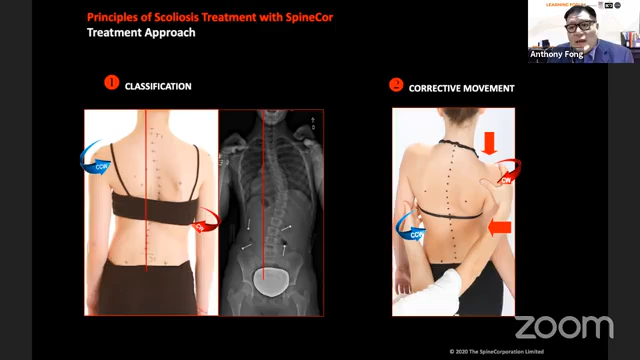 Principles of Scoliosis Treatment with SpineCor
Treatment Approach
LEARNING
Anthony Fong
1 CLASSIFICATION
2 CORRECTIVE MOVEMENT
CCW
CW
CW
CCW
zoom
© 2020 The SpineCorporation Limited